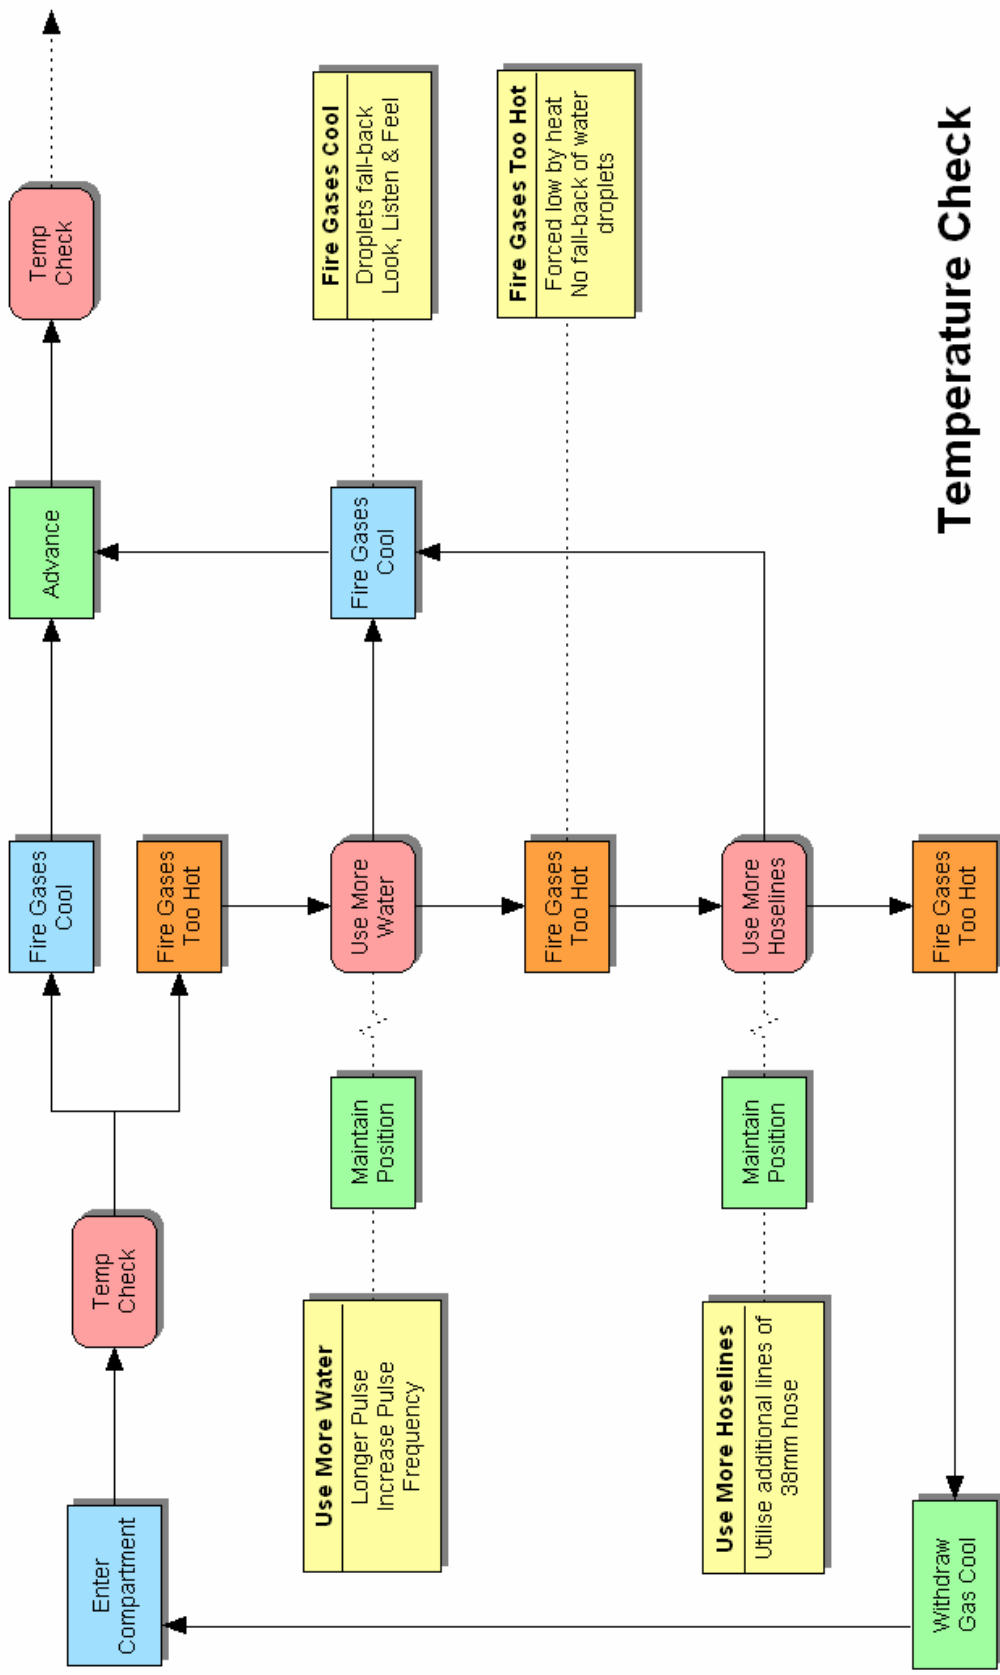 Enter
Compartment
Temp
Check
Fire Gases
Cool
Advance
Temp
Check
Fire Gases
Too Hot
Use More Water
Longer Pulse
Increase Pulse
Frequency
Maintain
Position
Use More
Water
Fire Gases
Cool
Fire Gases Cool
Droplets fall-back
Look, Listen & Feel
Fire Gases
Too Hot
Fire Gases Too Hot
Forced low by heat
No fall-back of water
droplets
Use More Hoselines
Utilise additional lines of
38mm hose
Maintain
Position
Use More
Hoselines
Withdraw
Gas Cool
Fire Gases
Too Hot
Temperature Check